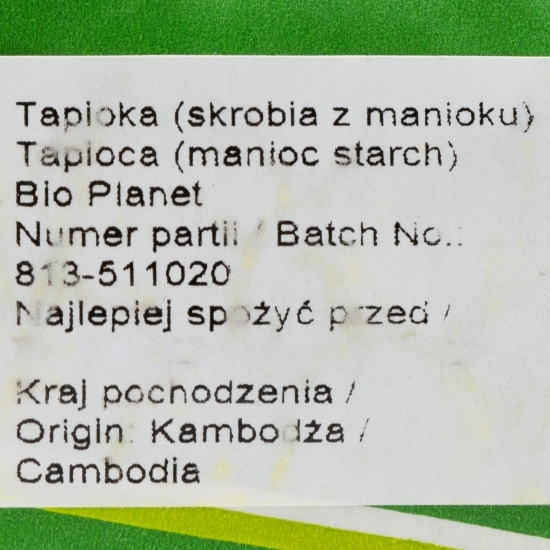 Tapioka (skrobia z manioku)
Tapioca (manioc starch)
Bio Planet
Numer partii / Batch No.:
813-511020
Najlepiej spożyć przed /
Kraj pochodzenia /
Origin: Kambodża /
Cambodia